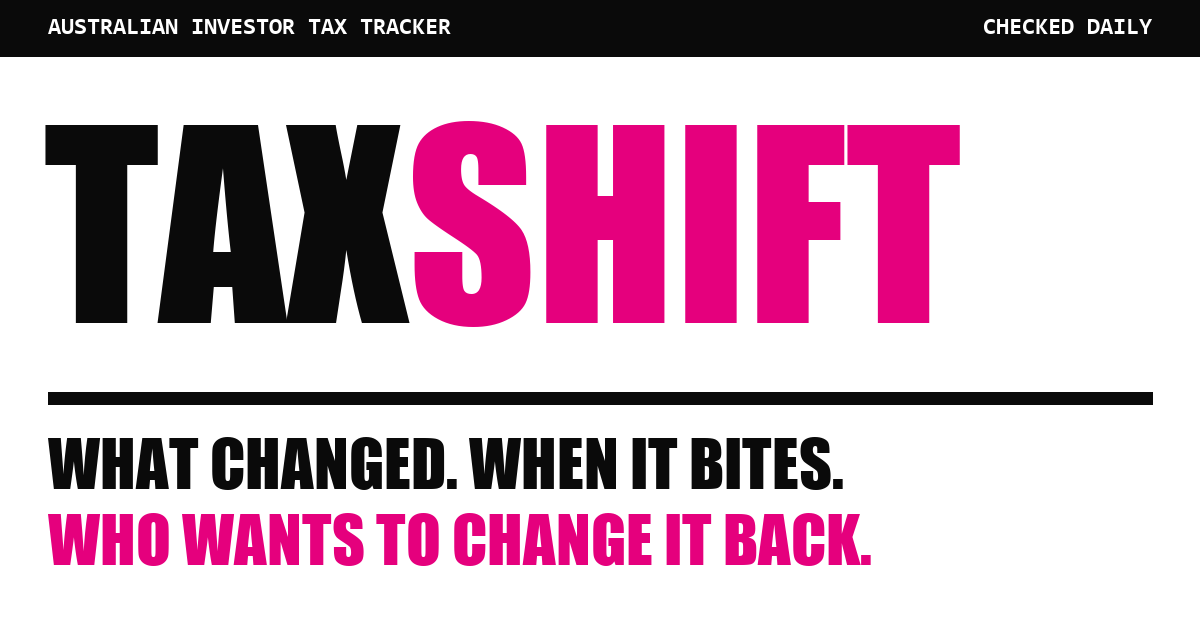 AUSTRALIAN INVESTOR TAX TRACKER
CHECKED DAILY
TAXSHIFT
WHAT CHANGED. WHEN IT BITES.
WHO WANTS TO CHANGE IT BACK.